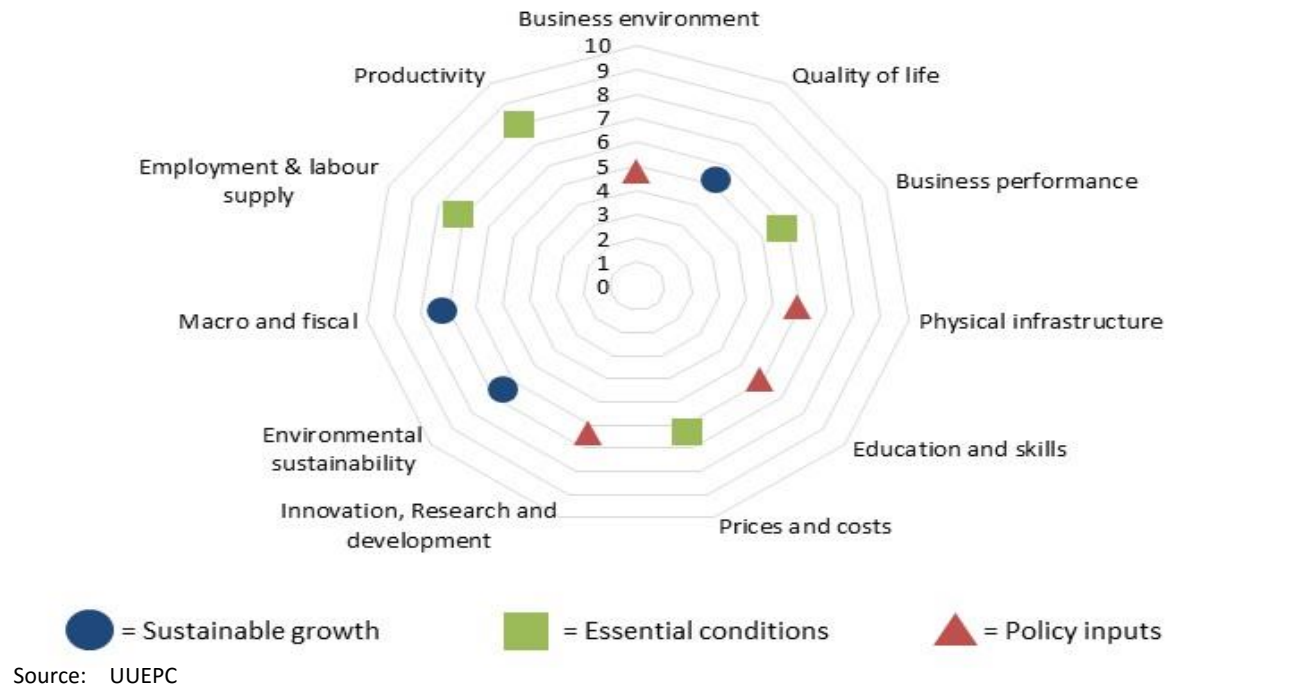 Business environment
10
9
8
7
6
5
4
3
2
1
0
Quality of life
Business performance
Physical infrastructure
Education and skills
Prices and costs
Innovation, Research and
development
Environmental
sustainability
Macro and fiscal
Employment & labour
supply
Productivity
= Sustainable growth
= Essential conditions
= Policy inputs
Source: UUEPC